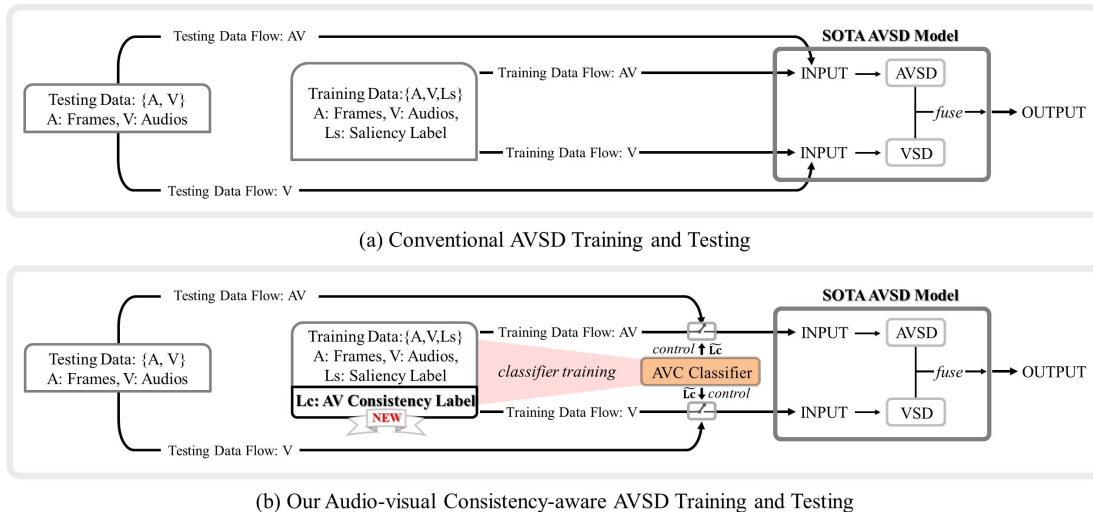 Testing Data Flow: AV
SOTA AVSD Model
Training Data Flow: AV
INPUT
AVSD
Testing Data: {A, V}
A: Frames, V: Audios
Training Data:{A,V,Ls}
A: Frames, V: Audios,
Ls: Saliency Label
fuse
OUTPUT
Training Data Flow: V
INPUT
VSD
Testing Data Flow: V
(a) Conventional AVSD Training and Testing
Testing Data Flow: AV
SOTA AVSD Model
Training Data Flow: AV
INPUT
AVSD
Testing Data: {A, V}
A: Frames, V: Audios
Training Data:{A,V,Ls}
A: Frames, V: Audios,
Ls: Saliency Label
Lc: AV Consistency Label
NEW
classifier training
control L̃c
AVC Classifier
L̃c control
fuse
OUTPUT
Training Data Flow: V
INPUT
VSD
Testing Data Flow: V
(b) Our Audio-visual Consistency-aware AVSD Training and Testing